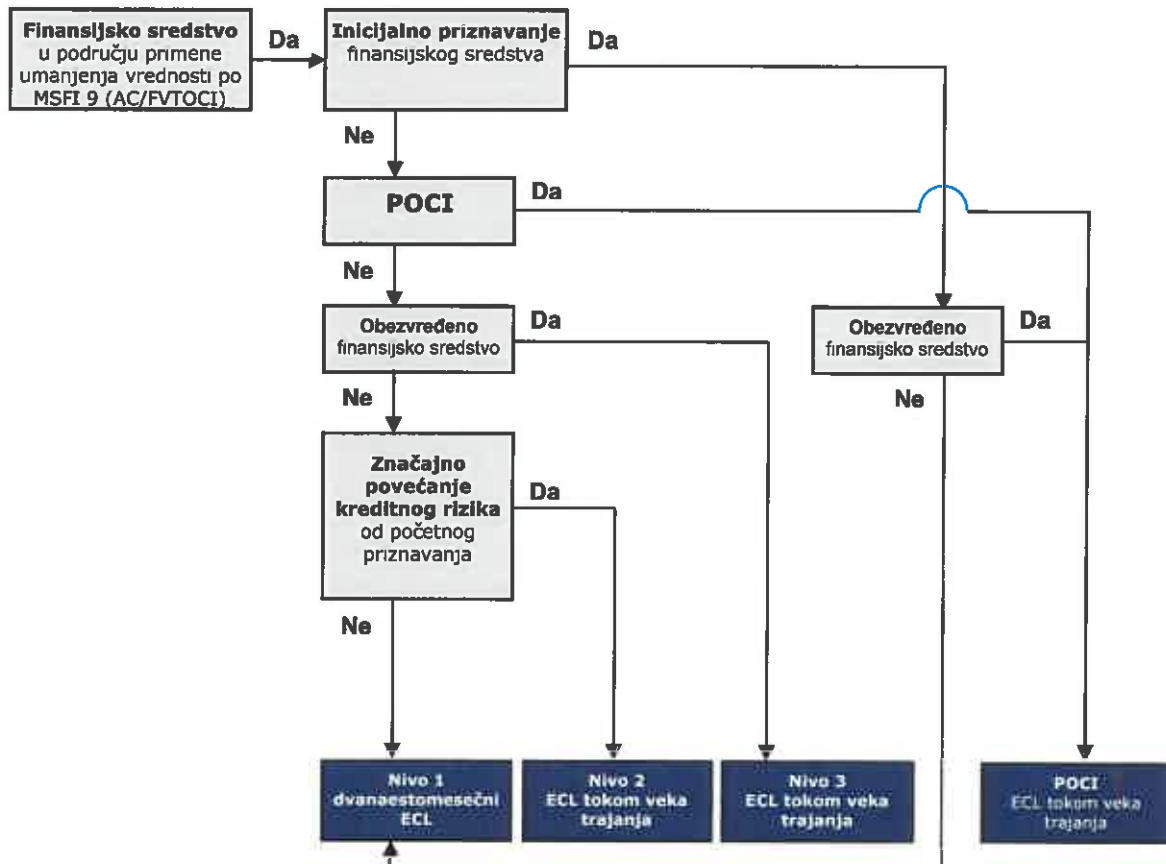 Finansijsko sredstvo
u području primene
umanjenja vrednosti po
MSFI 9 (AC/FVTOCI)
Da
Inicijalno priznavanje
finansijskog sredstva
Da
Ne
POCI
Da
Ne
Obezvređeno
finansijsko sredstvo
Da
Obezvređeno
finansijsko sredstvo
Da
Ne
Ne
Značajno
povećanje
kreditnog rizika
od početnog
priznavanja
Da
Ne
Nivo 1
dvanaestomesečni
ECL
Nivo 2
ECL tokom veka
trajanja
Nivo 3
ECL tokom veka
trajanja
POCI
ECL tokom veka
trajanja